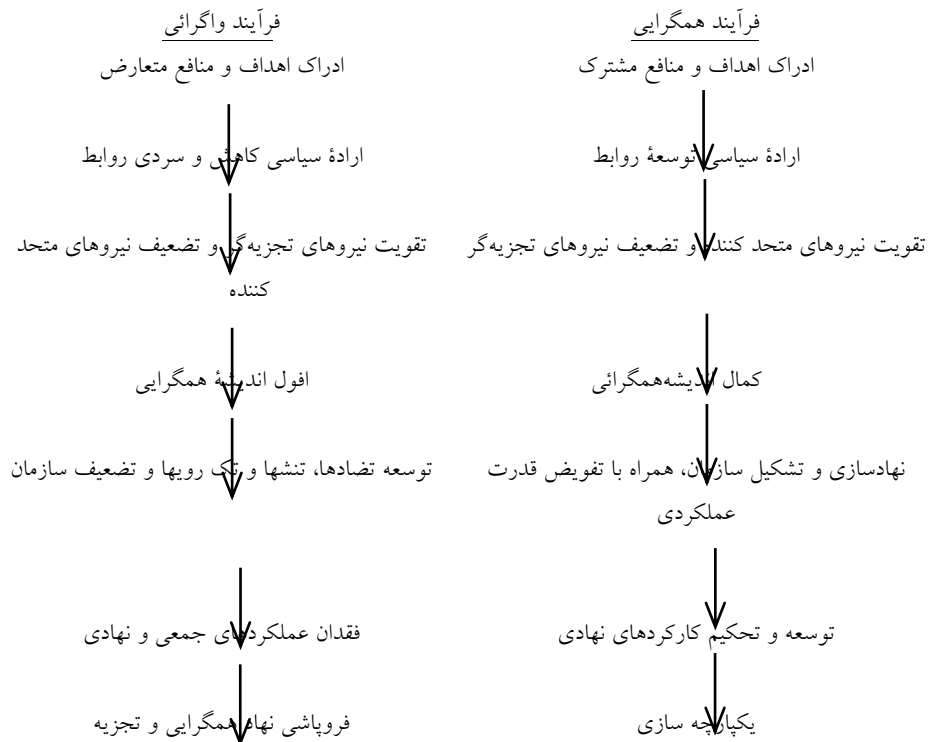 فرآیند همگرایی
ادراک اهداف و منافع مشترک
ارادهٔ سیاسی توسعهٔ روابط
تقویت نیروهای متحد کننده و تضعیف نیروهای تجزیه‌گر
کمال اندیشه‌همگرائی
نهادسازی و تشکیل سازمان، همراه با تفویض قدرت
عملکردی
توسعه و تحکیم کارکردهای نهادی
یکپارچه سازی
فرآیند واگرائی
ادراک اهداف و منافع متعارض
ارادهٔ سیاسی کاهش و سردی روابط
تقویت نیروهای تجزیه‌گر و تضعیف نیروهای متحد
کننده
افول اندیشهٔ همگرایی
توسعه تضادها، تنشها و تک رویها و تضعیف سازمان
فقدان عملکردهای جمعی و نهادی
فروپاشی نهاد همگرایی و تجزیه